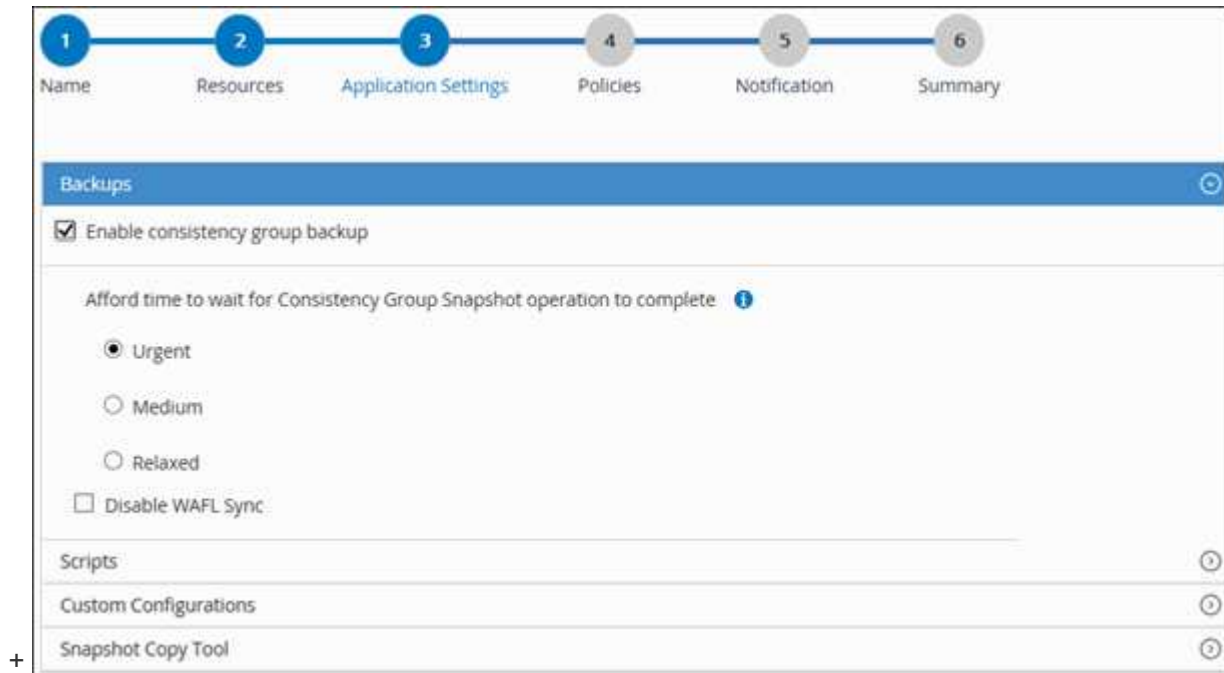 1 2 3 4 5 6
Name Resources Application Settings Policies Notification Summary
Backups
Enable consistency group backup
Afford time to wait for Consistency Group Snapshot operation to complete i
Urgent
Medium
Relaxed
Disable WAFL Sync
Scripts
Custom Configurations
Snapshot Copy Tool
+